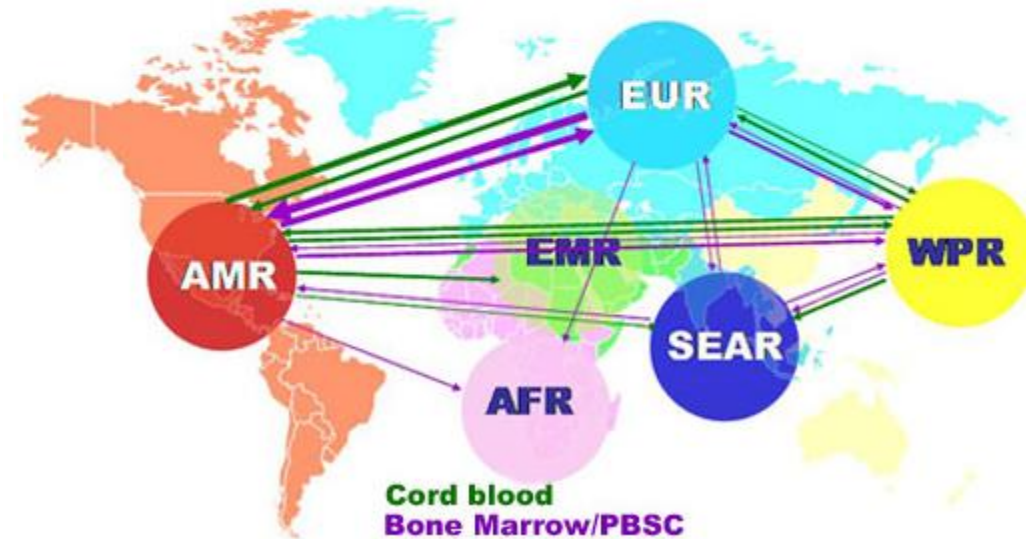 EUR
EMR
WPR
AMR
SEAR
AFR
Cord blood
Bone Marrow/PBSC